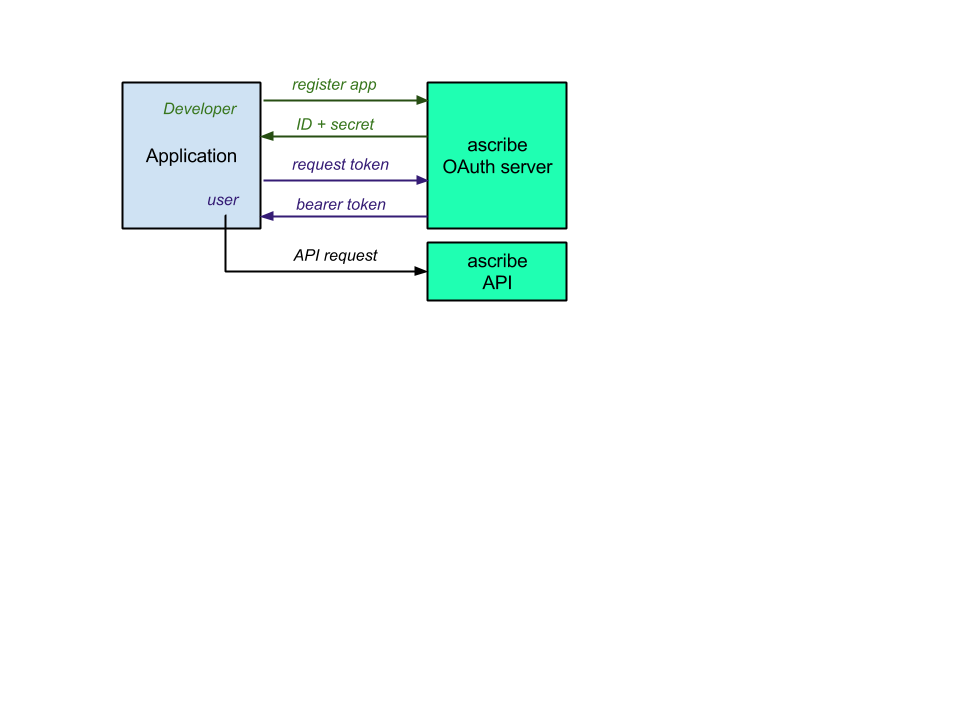 register app
Developer
ID + secret
Application
ascribe
OAuth server
request token
user
bearer token
API request
ascribe
API